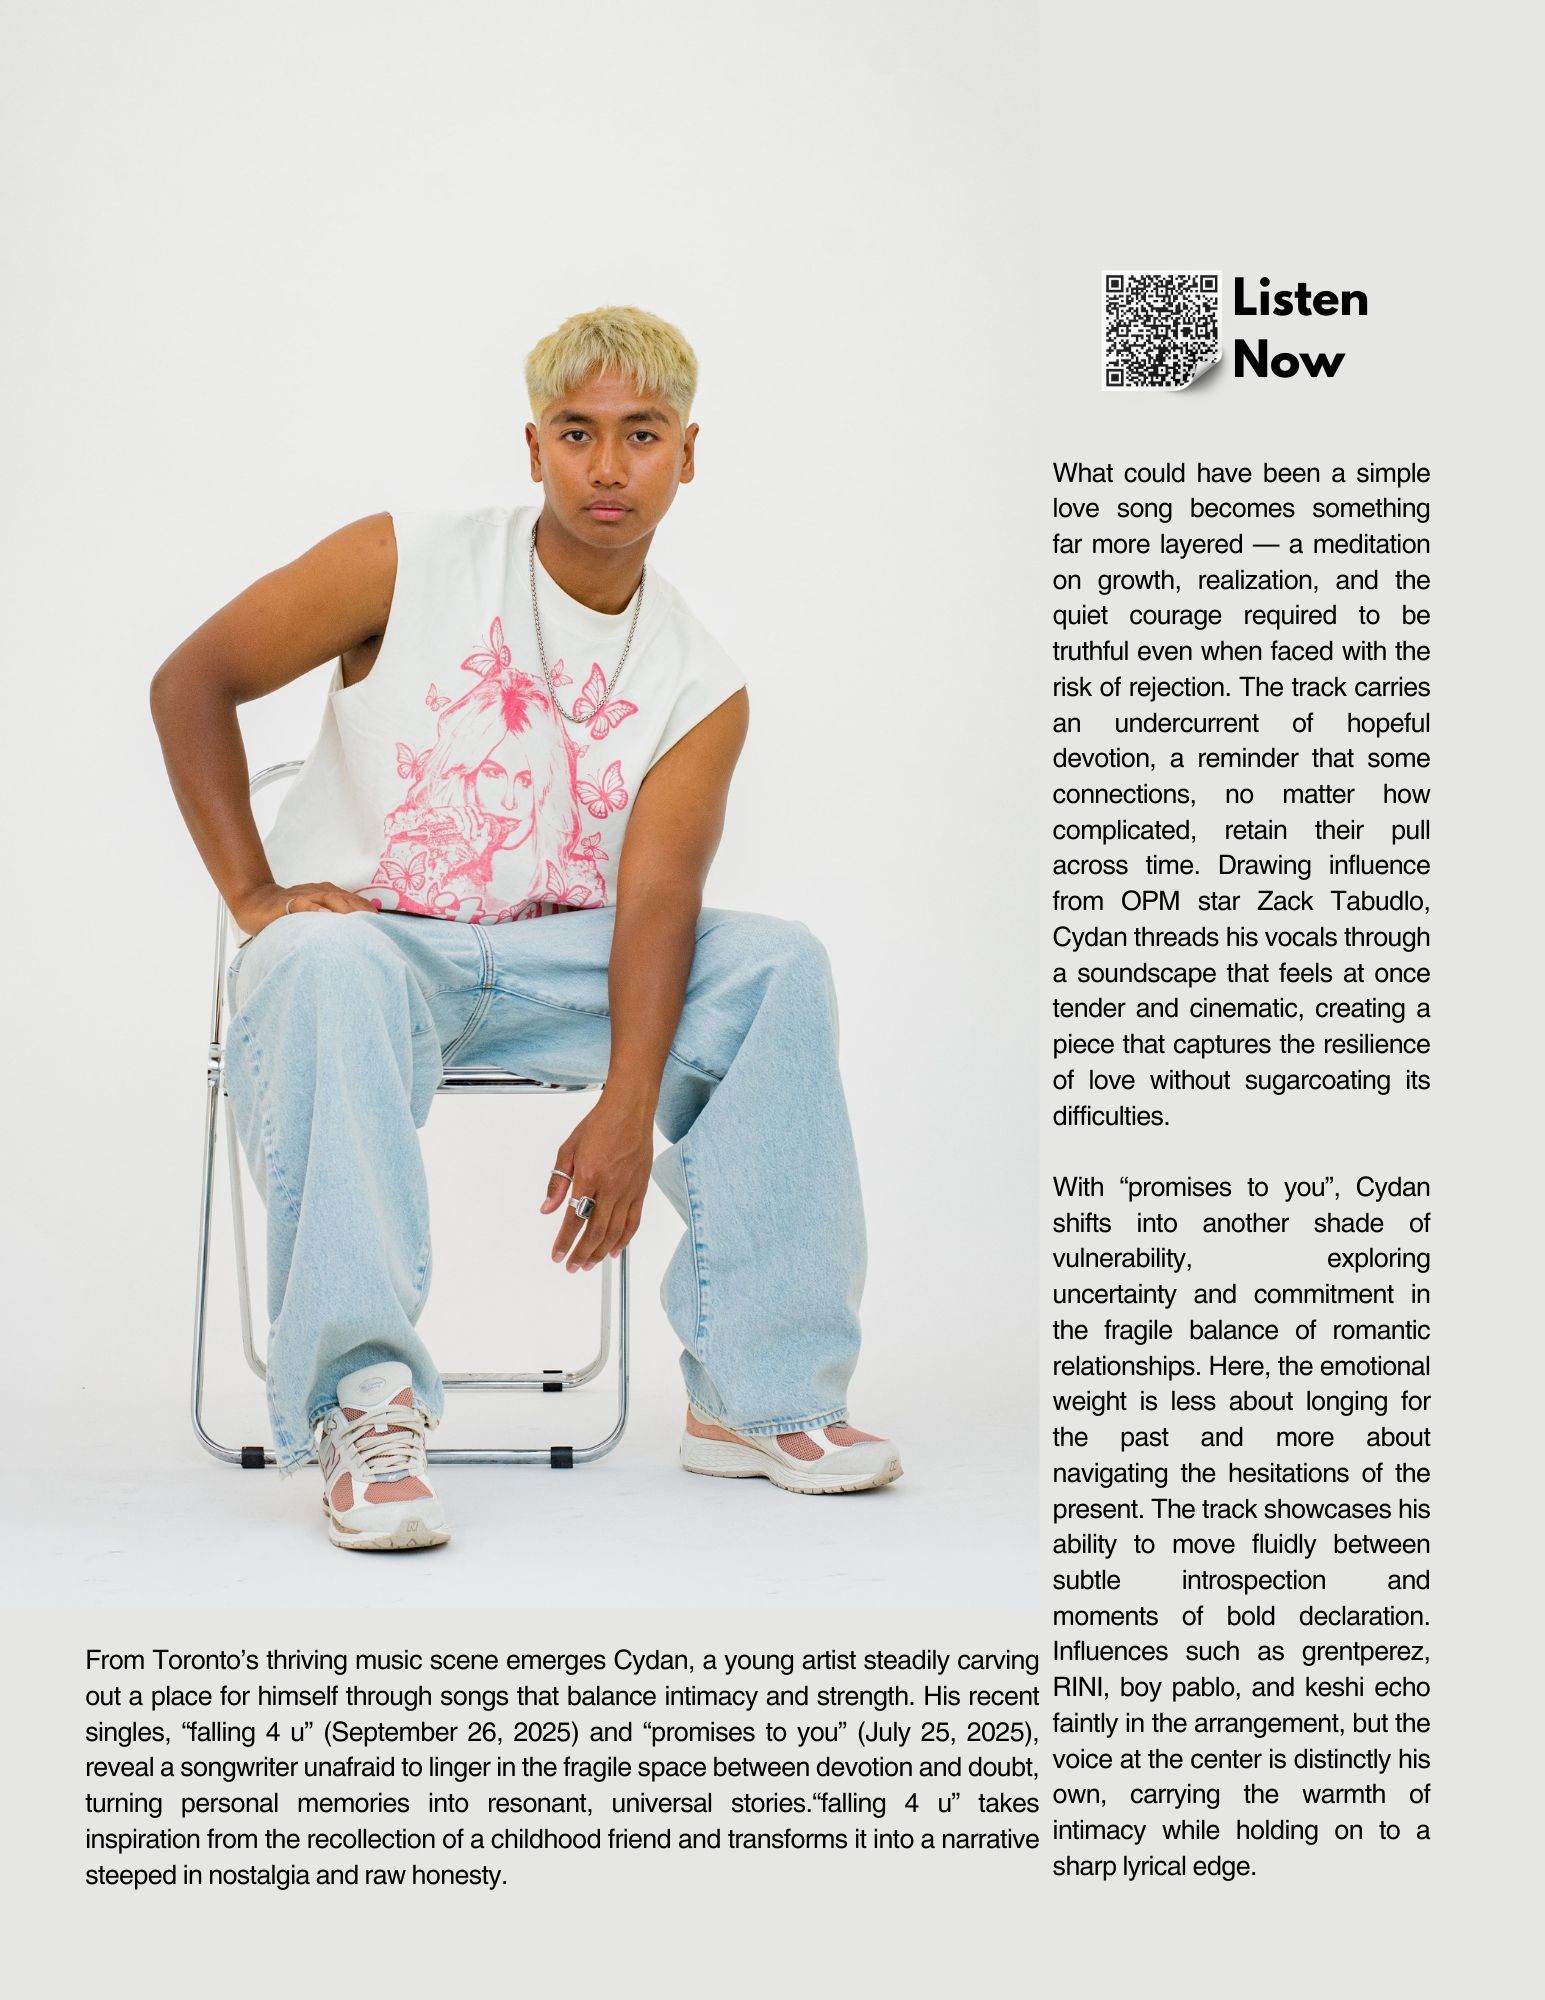 Listen
Now
From Toronto’s thriving music scene emerges Cydan, a young artist steadily carving
out a place for himself through songs that balance intimacy and strength. His recent
singles, “falling 4 u” (September 26, 2025) and “promises to you” (July 25, 2025),
reveal a songwriter unafraid to linger in the fragile space between devotion and doubt,
turning personal memories into resonant, universal stories.“falling 4 u” takes
inspiration from the recollection of a childhood friend and transforms it into a narrative
steeped in nostalgia and raw honesty.
What could have been a simple
love song becomes something
far more layered — a meditation
on growth, realization, and the
quiet courage required to be
truthful even when faced with the
risk of rejection. The track carries
an undercurrent of hopeful
devotion, a reminder that some
connections, no matter how
complicated, retain their pull
across time. Drawing influence
from OPM star Zack Tabudlo,
Cydan threads his vocals through
a soundscape that feels at once
tender and cinematic, creating a
piece that captures the resilience
of love without sugarcoating its
difficulties.
With “promises to you”, Cydan
shifts into another shade of
vulnerability, exploring
uncertainty and commitment in
the fragile balance of romantic
relationships. Here, the emotional
weight is less about longing for
the past and more about
navigating the hesitations of the
present. The track showcases his
ability to move fluidly between
subtle introspection and
moments of bold declaration.
Influences such as grentperez,
RINI, boy pablo, and keshi echo
faintly in the arrangement, but the
voice at the center is distinctly his
own, carrying the warmth of
intimacy while holding on to a
sharp lyrical edge.